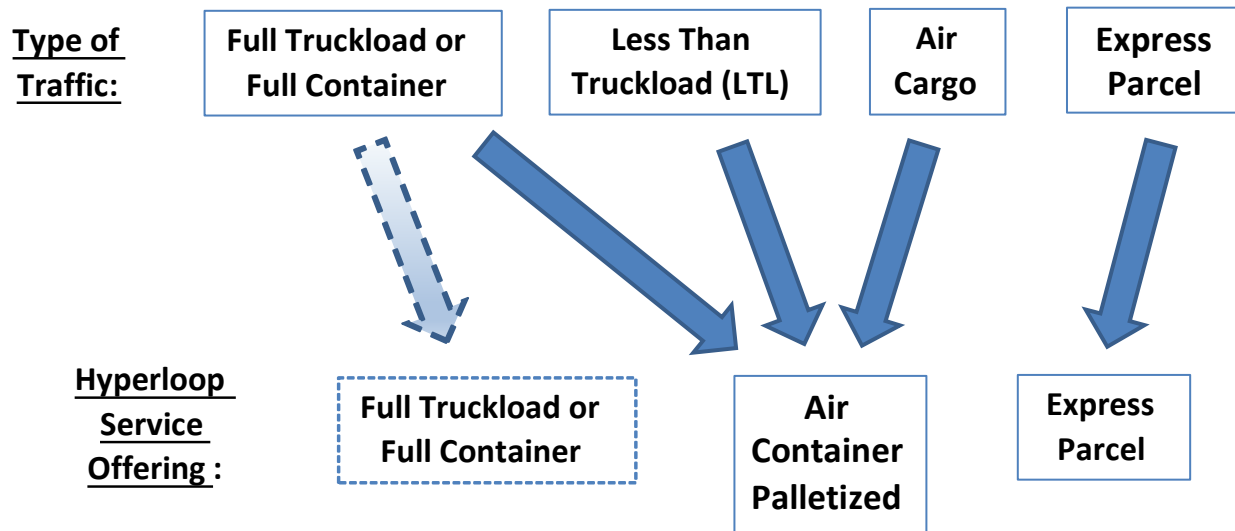 Type of
Traffic:
Full Truckload or
Full Container
Less Than
Truckload (LTL)
Air
Cargo
Express
Parcel
Hyperloop
Service
Offering :
Full Truckload or
Full Container
Air
Container
Palletized
Express
Parcel